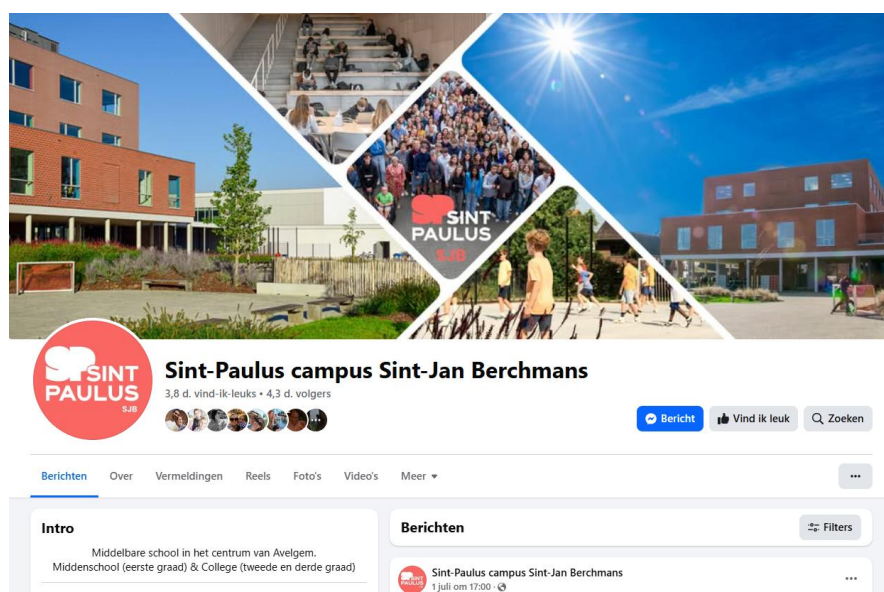 SP SINT
PAULUS
SJB
SP SINT
PAULUS
SJB
Sint-Paulus campus Sint-Jan Berchmans
3,8 d. vind-ik-leuks • 4,3 d. volgers
Bericht
Vind ik leuk
Zoeken
Berichten Over Vermeldingen Reels Foto's Video's Meer
Intro
Middelbare school in het centrum van Avelgem.
Middenschool (eerste graad) & College (tweede en derde graad)
Berichten
Filters
SINT
PAULUS
Sint-Paulus campus Sint-Jan Berchmans
1 juli om 17:00 ·